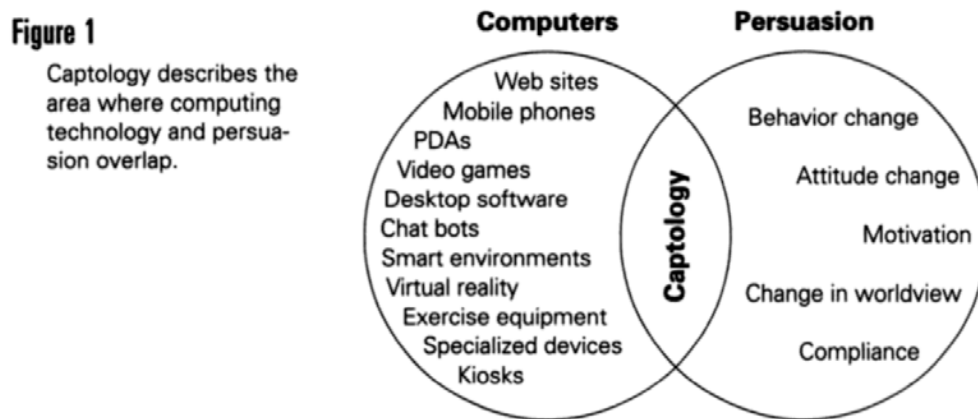 Figure 1
Captology describes the
area where computing
technology and persua-
sion overlap.
Computers
Persuasion
Web sites
Mobile phones
PDAs
Video games
Desktop software
Chat bots
Smart environments
Virtual reality
Exercise equipment
Specialized devices
Kiosks
Captology
Behavior change
Attitude change
Motivation
Change in worldview
Compliance